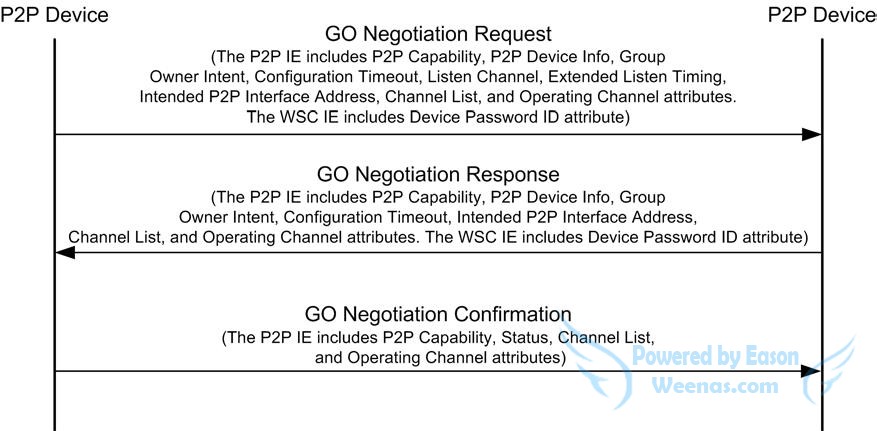 P2P Device
P2P Device
GO Negotiation Request
(The P2P IE includes P2P Capability, P2P Device Info, Group
Owner Intent, Configuration Timeout, Listen Channel, Extended Listen Timing,
Intended P2P Interface Address, Channel List, and Operating Channel attributes.
The WSC IE includes Device Password ID attribute)
GO Negotiation Response
(The P2P IE includes P2P Capability, P2P Device Info, Group
Owner Intent, Configuration Timeout, Intended P2P Interface Address,
Channel List, and Operating Channel attributes. The WSC IE includes Device Password ID attribute)
GO Negotiation Confirmation
(The P2P IE includes P2P Capability, Status, Channel List,
and Operating Channel attributes)
Powered by Eason
Weenas.com